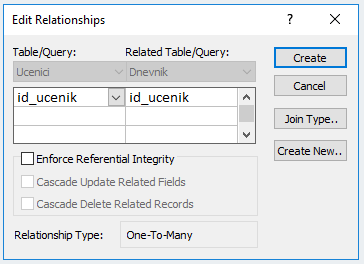 Edit Relationships
Table/Query: Related Table/Query:
Ucenici Dnevnik
id_ucenik id_ucenik
Enforce Referential Integrity
Cascade Update Related Fields
Cascade Delete Related Records
Relationship Type: One-To-Many
Create
Cancel
Join Type..
Create New..